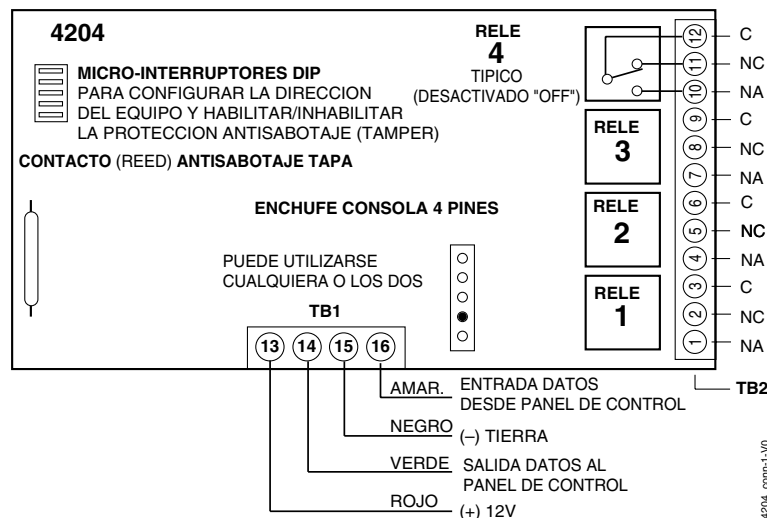 4204
MICRO-INTERRUPTORES DIP
PARA CONFIGURAR LA DIRECCION
DEL EQUIPO Y HABILITAR/INHABILITAR
LA PROTECCION ANTISABOTAJE (TAMPER)
CONTACTO (REED) ANTISABOTAJE TAPA
RELE
4
TIPICO
(DESACTIVADO "OFF")
ENCHUFE CONSOLA 4 PINES
PUEDE UTILIZARSE
CUALQUIERA O LOS DOS
TB1
13 14 15 16
RELE
3
RELE
2
RELE
1
12 C
11 NC
10 NA
9 C
8 NC
7 NA
6 C
5 NC
4 NA
3 C
2 NC
1 NA
TB2
AMAR. ENTRADA DATOS
DESDE PANEL DE CONTROL
NEGRO (–) TIERRA
VERDE SALIDA DATOS AL
PANEL DE CONTROL
ROJO (+) 12V
4204_conn-1-V0